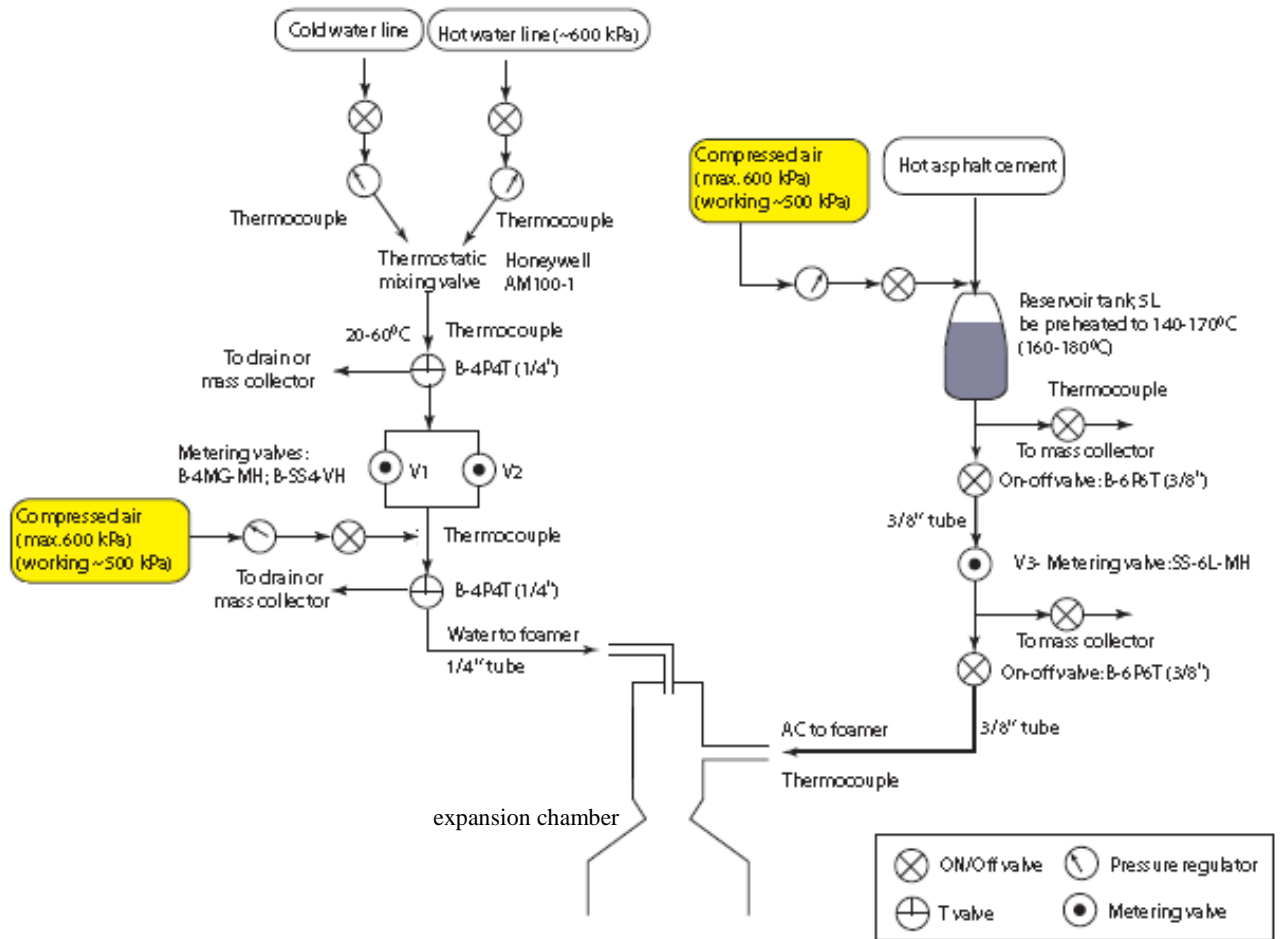 Cold water line
Hot water line (~600 kPa)
Thermocouple
Thermocouple
Thermostatic
mixing valve
Honeywell
AM100-1
20-60⁰C
Thermocouple
To drain or
mass collector
B-4P4T (1/4")
Metering valves:
B-4MG-MH; B-SS4-VH
V1
V2
Compressed air
(max.600 kPa)
(working ~500 kPa)
Thermocouple
To drain or
mass collector
B-4P4T (1/4")
Water to foamer
1/4" tube
Compressed air
(max.600 kPa)
(working ~500 kPa)
Hot asphalt cement
Reservoir tank, 5L
be preheated to 140-170⁰C
(160-180⁰C)
Thermocouple
To mass collector
On-off valve: B-6P6T (3/8")
3/8" tube
V3- Metering valve: SS-6L-MH
To mass collector
On-off valve: B-6P6T (3/8")
AC to foamer
3/8" tube
Thermocouple
expansion chamber
ON/Off valve
Pressure regulator
T valve
Metering valve